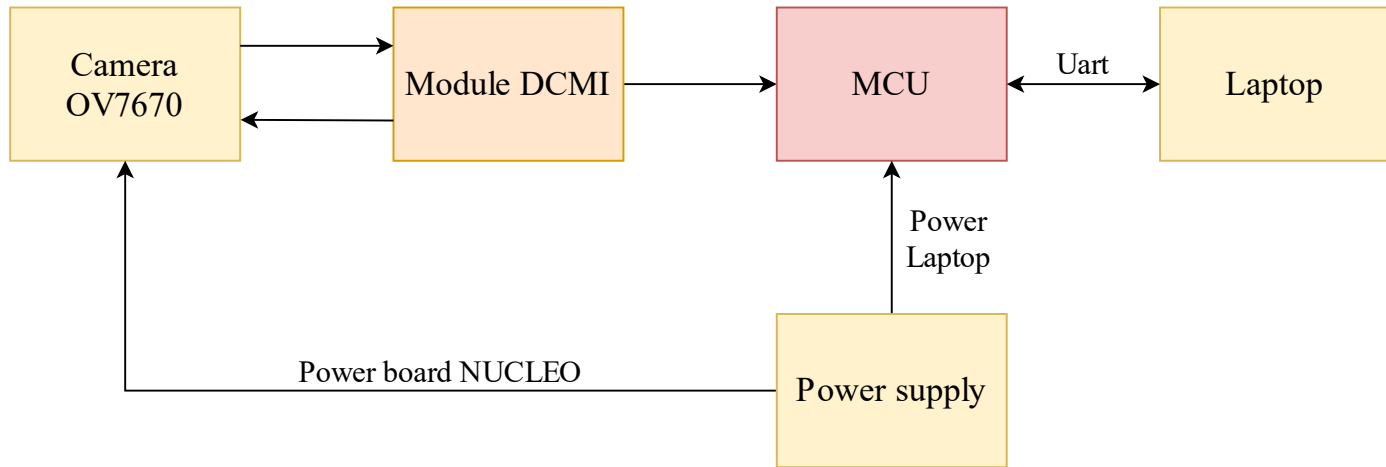 Camera
OV7670
Module DCMI
MCU
Uart
Laptop
Power
Laptop
Power board NUCLEO
Power supply